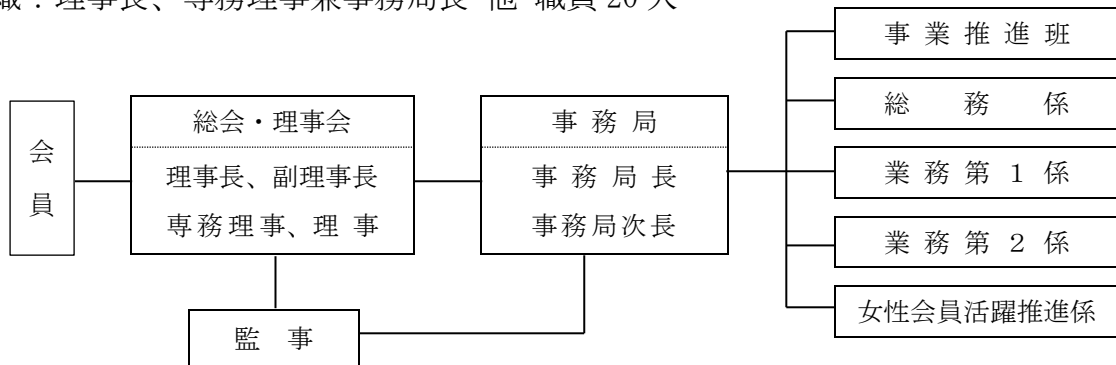 職：理事長、専務理事兼事務局長 他 職員20人
会員
総会・理事会
理事長、副理事長
専務理事、理 事
監 事
事 務 局
事 務 局 長
事務局次長
事 業 推 進 班
総 務 係
業 務 第 1 係
業 務 第 2 係
女性会員活躍推進係